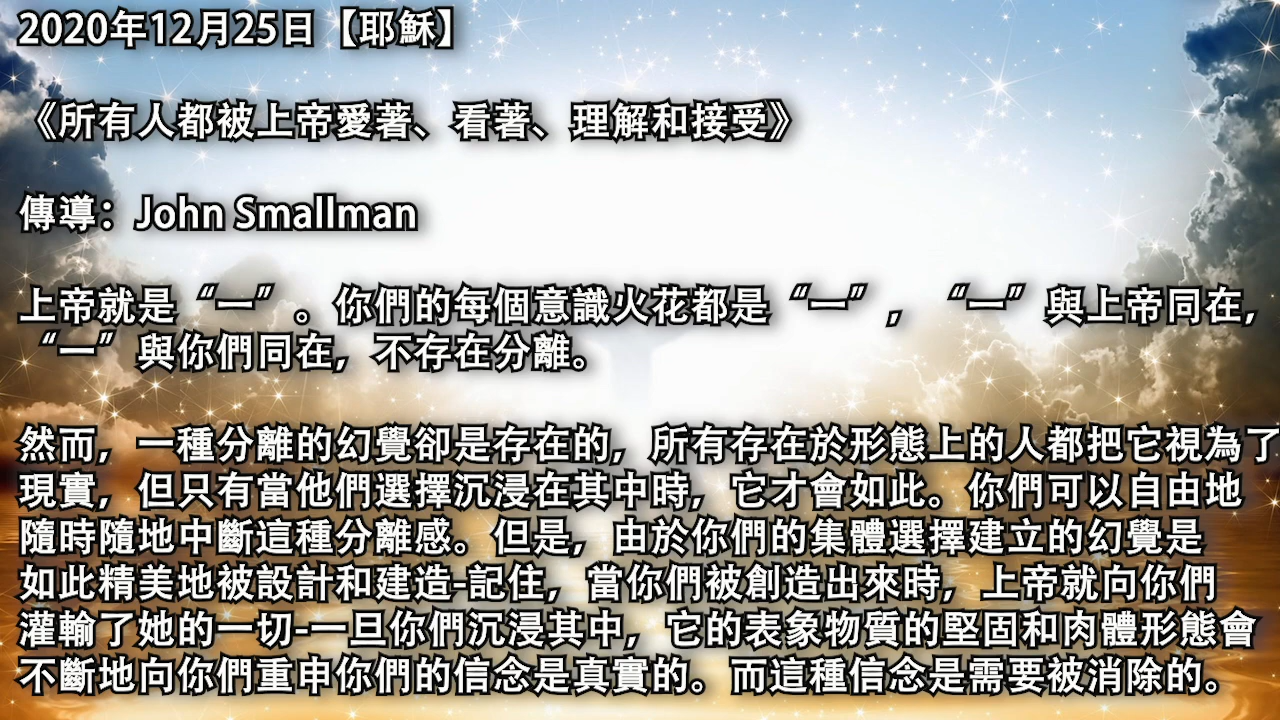 2020年12月25日【耶穌】
《所有人都被上帝愛著、看著、理解和接受》
傳導：John Smallman
上帝就是“一”。你們的每個意識火花都是“一”，“一”與上帝同在，
“一”與你們同在，不存在分離。
然而，一種分離的幻覺卻是存在的，所有存在於形態上的人都把它視為了
現實，但只有當他們選擇沉浸在其中時，它才會如此。你們可以自由地
隨時隨地中斷這種分離感。但是，由於你們的集體選擇建立的幻覺是
如此精美地被設計和建造-記住，當你們被創造出來時，上帝就向你們
灌輸了她的一切-一旦你們沉浸其中，它的表象物質的堅固和肉體形態會
不斷地向你們重申你們的信念是真實的。而這種信念是需要被消除的。